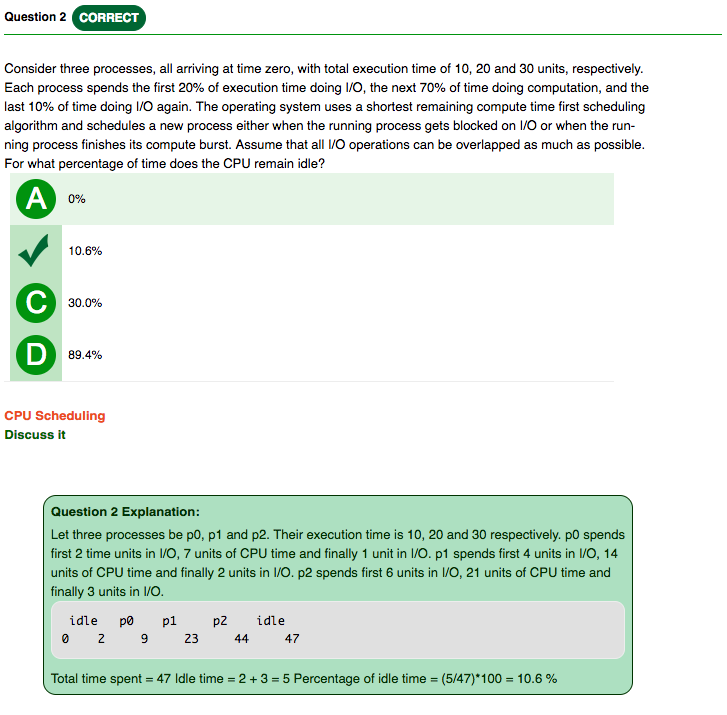 Question 2 CORRECT
Consider three processes, all arriving at time zero, with total execution time of 10, 20 and 30 units, respectively.
Each process spends the first 20% of execution time doing I/O, the next 70% of time doing computation, and the
last 10% of time doing I/O again. The operating system uses a shortest remaining compute time first scheduling
algorithm and schedules a new process either when the running process gets blocked on I/O or when the run-
ning process finishes its compute burst. Assume that all I/O operations can be overlapped as much as possible.
For what percentage of time does the CPU remain idle?
A 0%
10.6%
C 30.0%
D 89.4%
CPU Scheduling
Discuss it
Question 2 Explanation:
Let three processes be p0, p1 and p2. Their execution time is 10, 20 and 30 respectively. p0 spends
first 2 time units in I/O, 7 units of CPU time and finally 1 unit in I/O. p1 spends first 4 units in I/O, 14
units of CPU time and finally 2 units in I/O. p2 spends first 6 units in I/O, 21 units of CPU time and
finally 3 units in I/O.
idle p0 p1 p2 idle
0 2 9 23 44 47
Total time spent = 47 Idle time = 2 + 3 = 5 Percentage of idle time = (5/47)*100 = 10.6 %